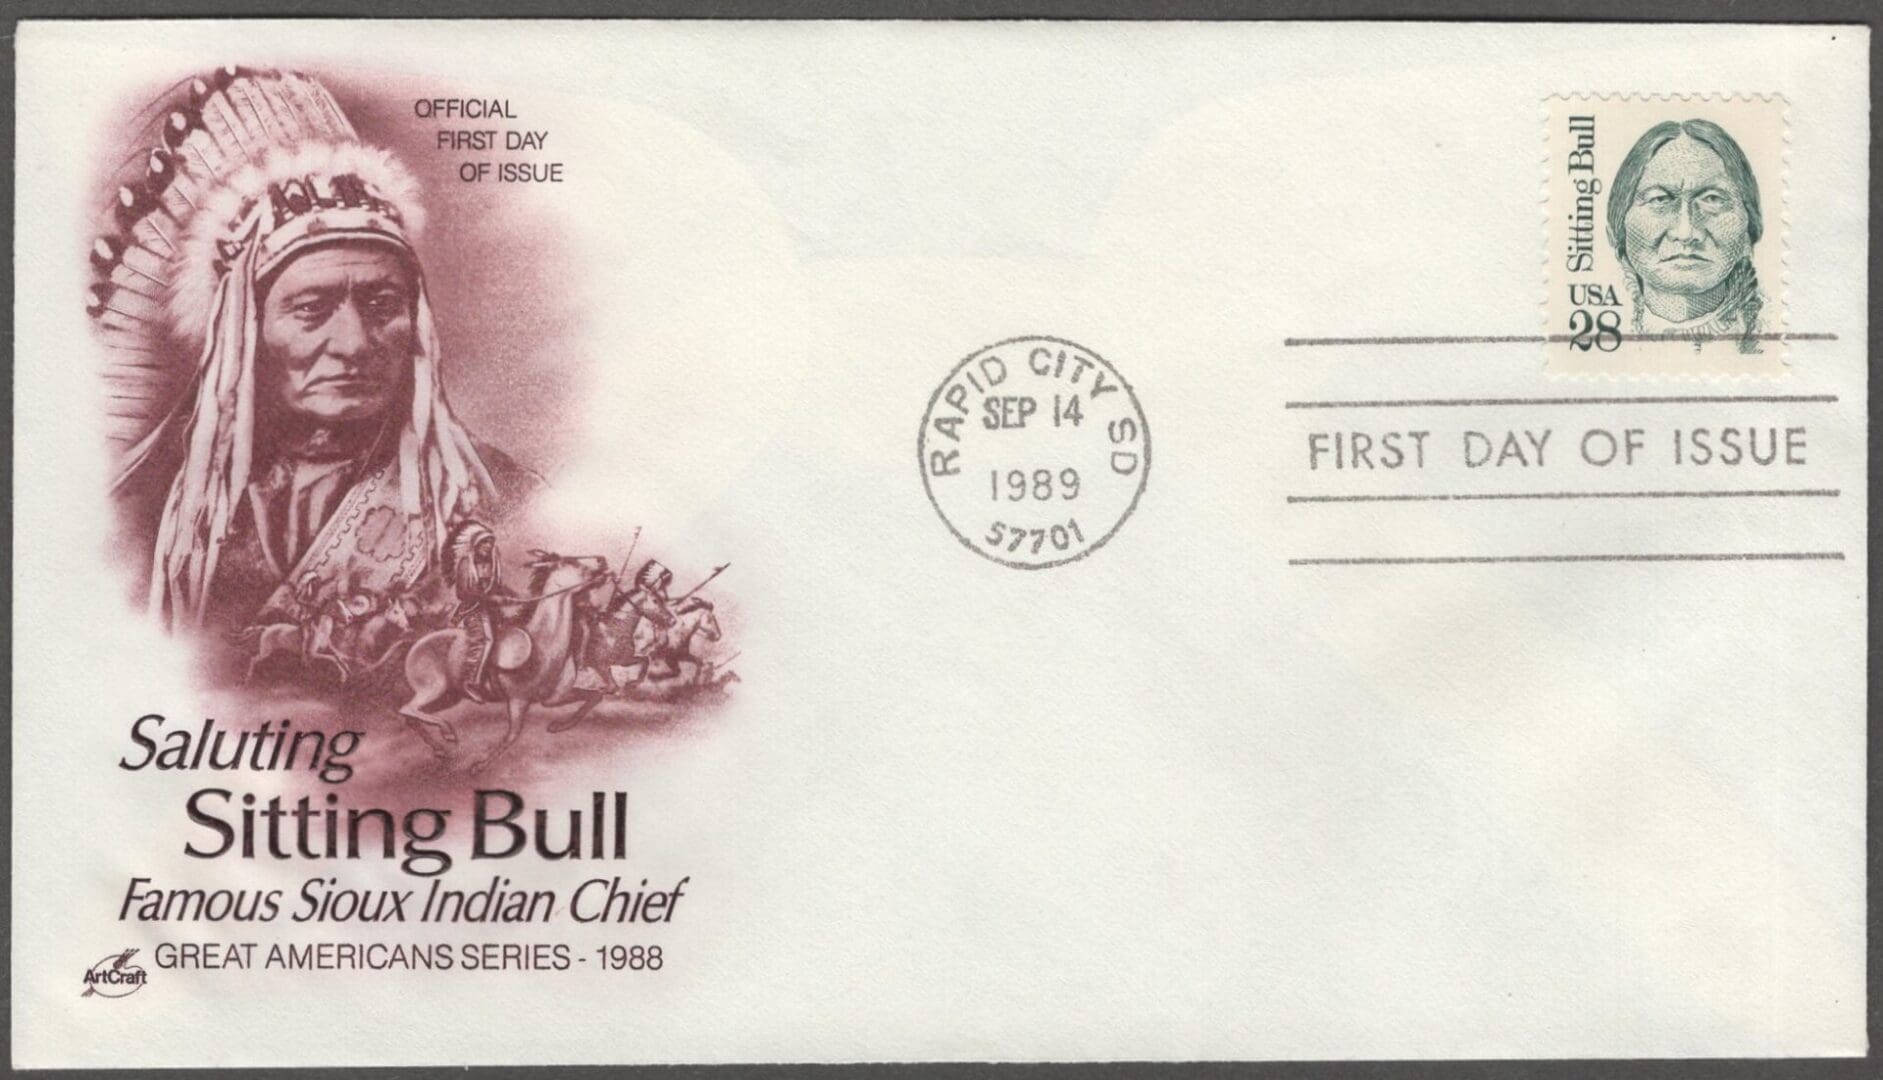 OFFICIAL
FIRST DAY
OF ISSUE
Sitting Bull
USA
28
RAPID CITY SD
SEP 14
1989
57701
FIRST DAY OF ISSUE
Saluting
Sitting Bull
Famous Sioux Indian Chief
GREAT AMERICANS SERIES - 1988
ArtCraft